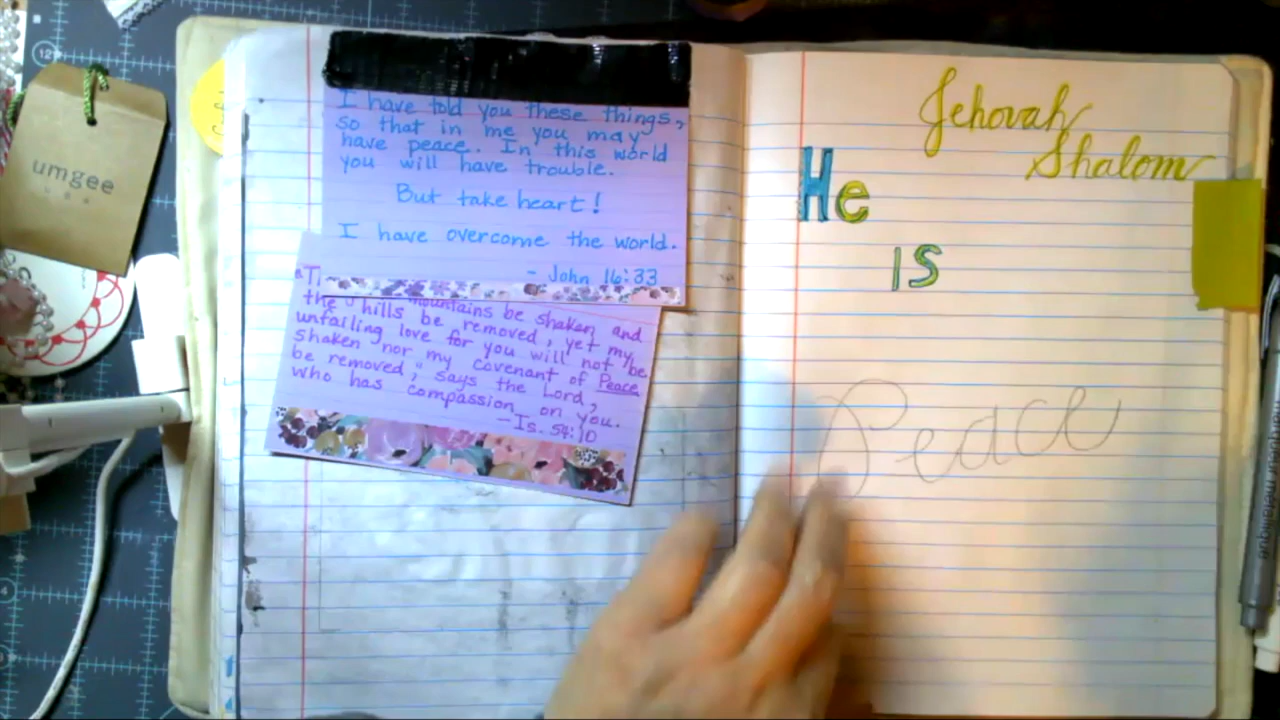 umgee
I have told you these things,
so that in me you may
have peace. In this world
you will have trouble.
But take heart!
I have overcome the world.
- John 16:33
the hills be removed, yet my mountains be shaken and
unfailing love for you will not be
shaken nor my covenant of Peace
be removed," says the Lord,
who has compassion on you.
- Is. 54:10
Jehovah
Shalom
He
is
Peace
12